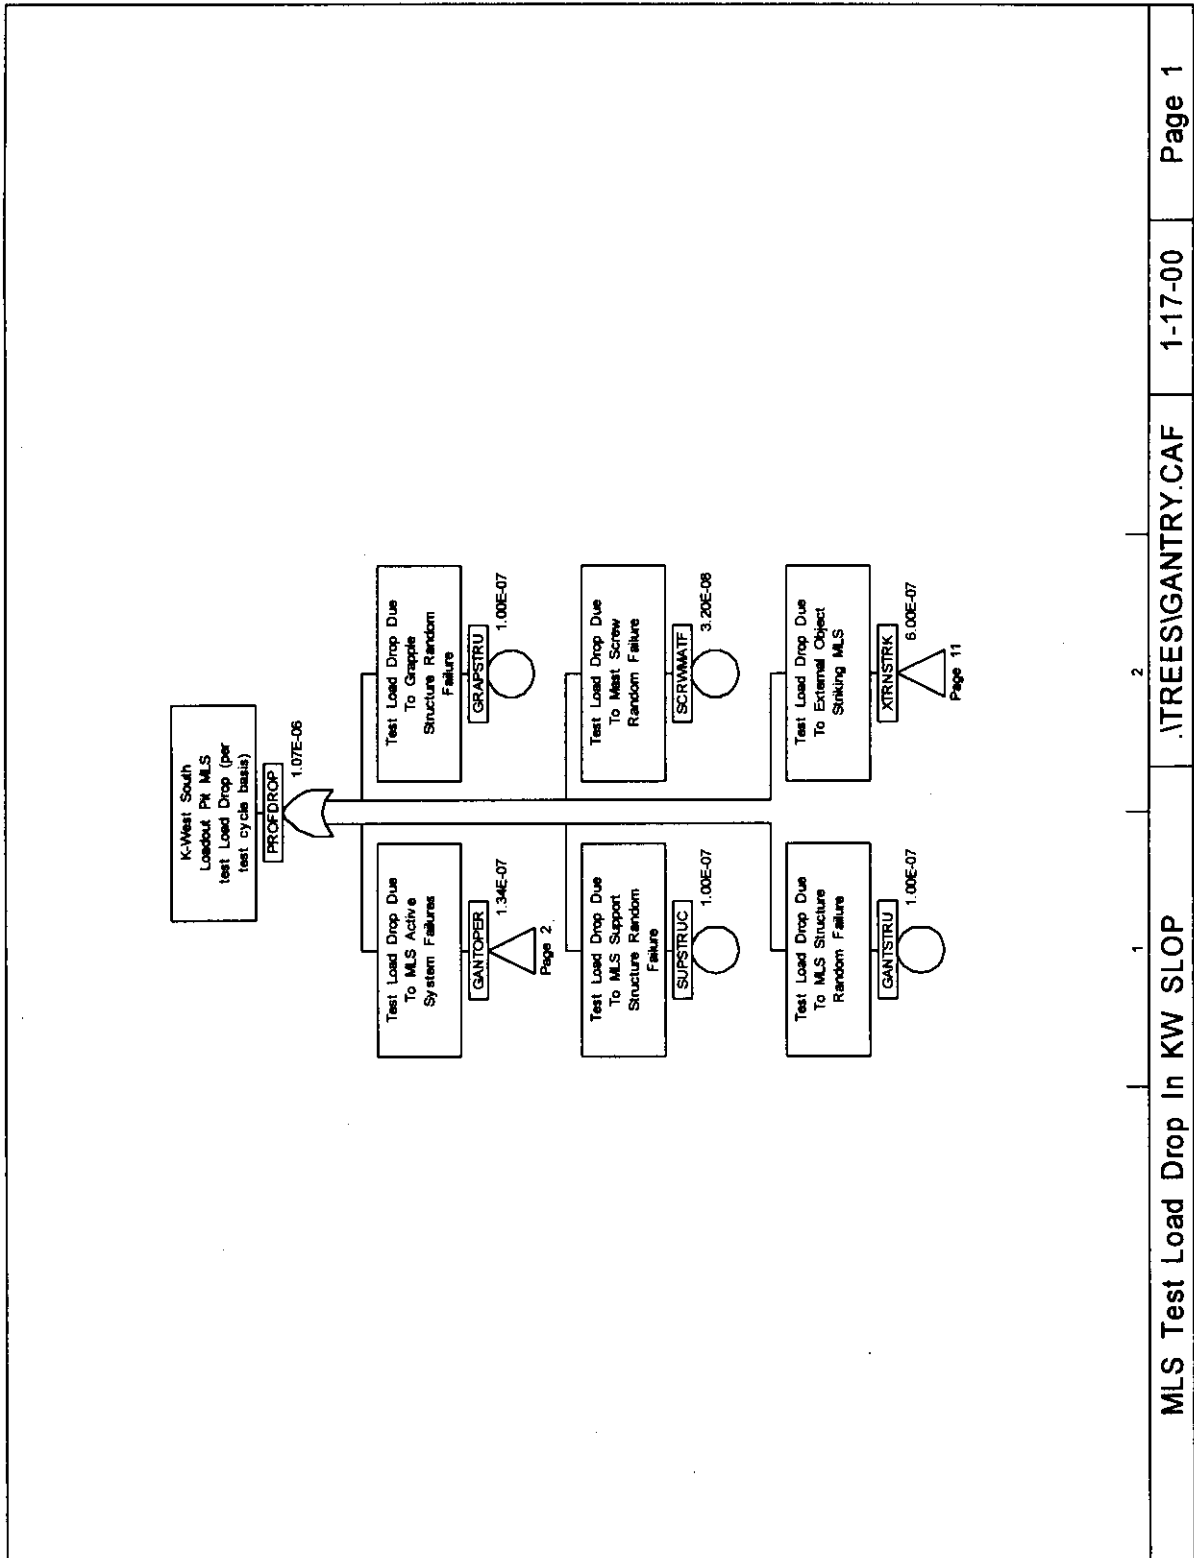 K-West South
Loadout Pit MLS
test Load Drop (per
test cycle basis)
PROFDROP
1.07E-06
Test Load Drop Due
To MLS Active
System Failures
GANTOPER
1.34E-07
Page 2
Test Load Drop Due
To Grapple
Structure Random
Failure
GRAPSTRU
1.00E-07
Test Load Drop Due
To MLS Support
Structure Random
Failure
SUPSTRUC
1.00E-07
Test Load Drop Due
To Mast Screw
Random Failure
SCRWMATF
3.20E-08
Test Load Drop Due
To MLS Structure
Random Failure
GANTSTRU
1.00E-07
Test Load Drop Due
To External Object
Striking MLS
XTRNSTRK
6.00E-07
Page 11
1
2
MLS Test Load Drop In KW SLOP
.\TREES\GANTRY.CAF
1-17-00
Page 1